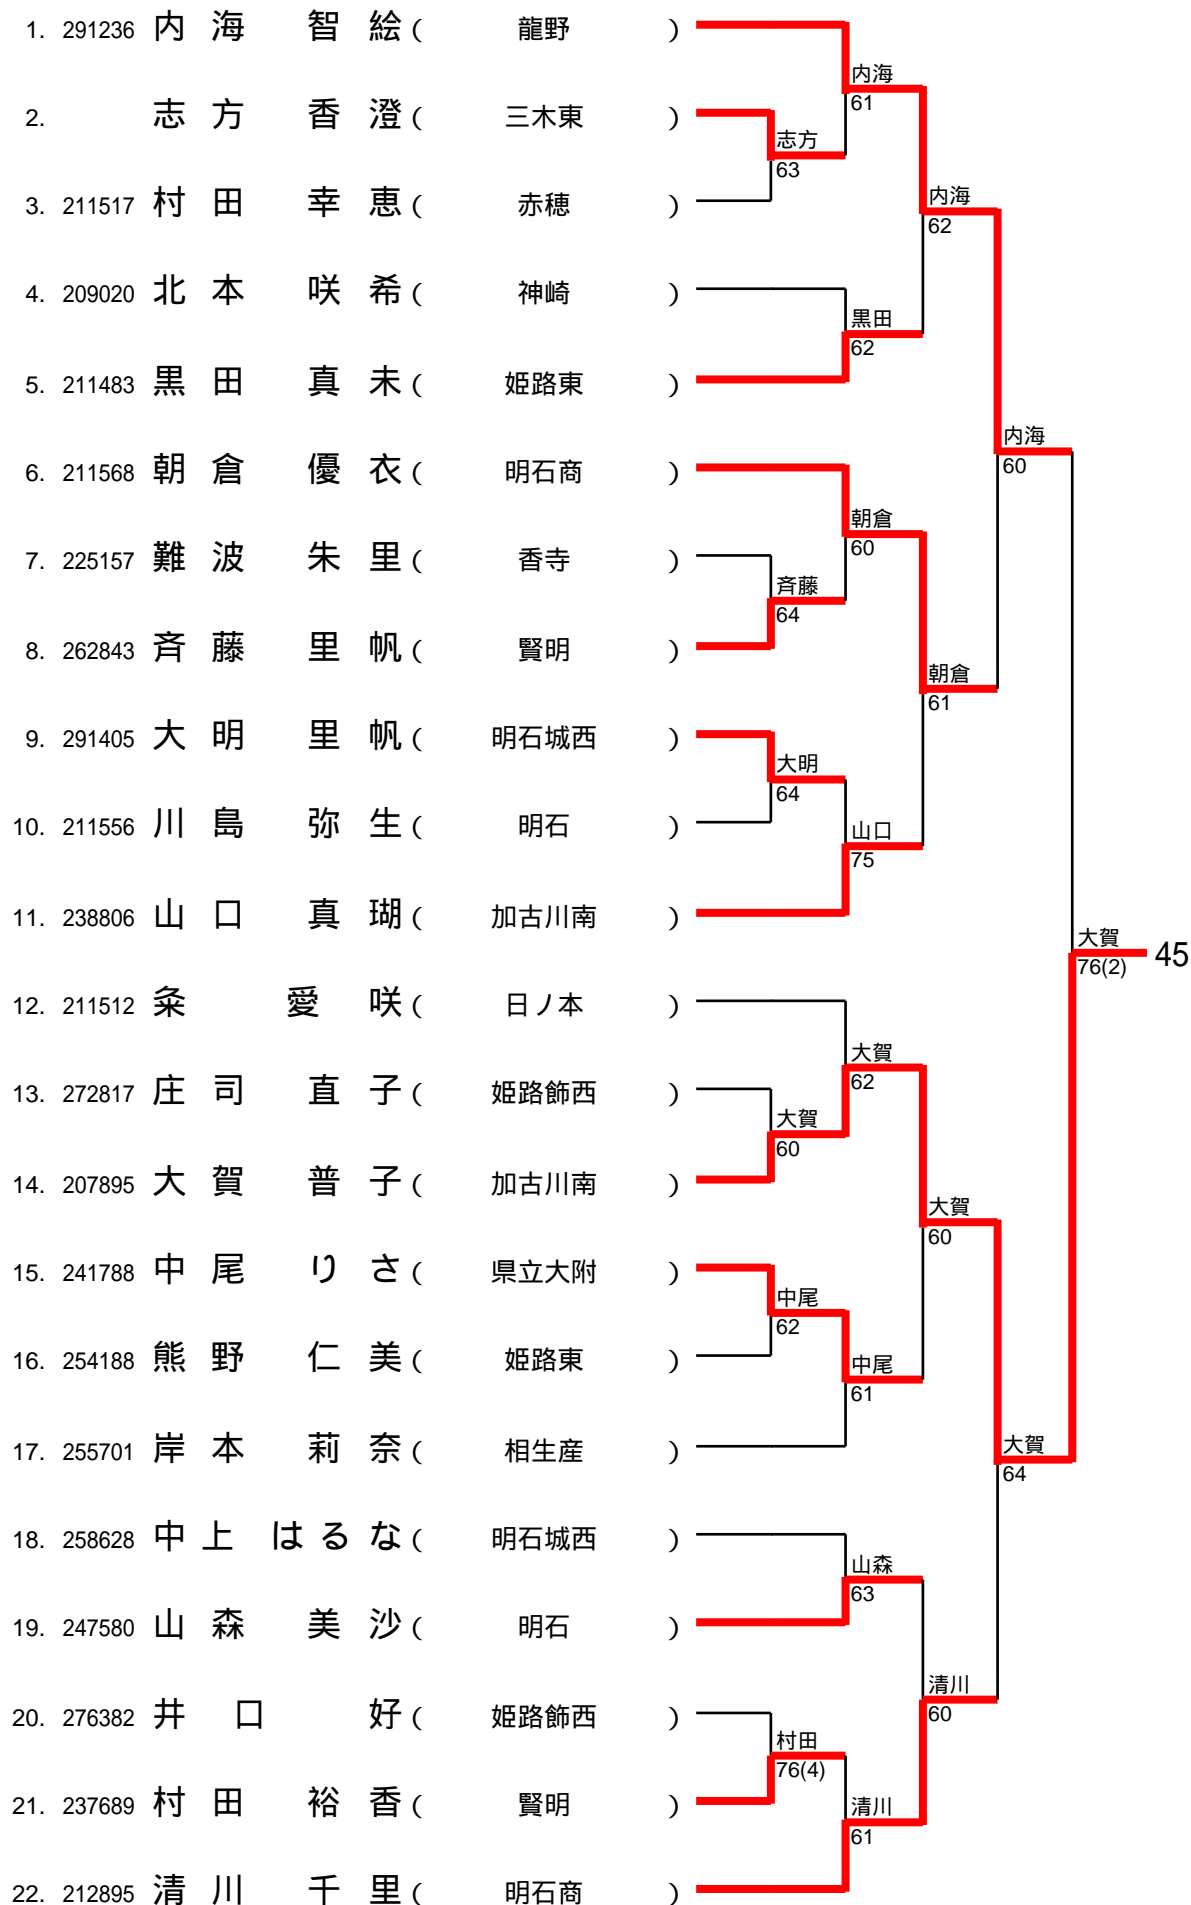 1. 291236 内海 智絵 ( 龍野 )
内海
61
2. 志方 香澄 ( 三木東 )
志方
63
3. 211517 村田 幸恵 ( 赤穂 )
内海
62
4. 209020 北本 咲希 ( 神崎 )
黒田
62
5. 211483 黒田 真未 ( 姫路東 )
内海
60
6. 211568 朝倉 優衣 ( 明石商 )
朝倉
60
7. 225157 難波 朱里 ( 香寺 )
斉藤
64
8. 262843 斉藤 里帆 ( 賢明 )
朝倉
61
9. 291405 大明 里帆 ( 明石城西 )
大明
64
10. 211556 川島 弥生 ( 明石 )
山口
75
11. 238806 山口 真瑚 ( 加古川南 )
大賀
76(2)
45
12. 211512 粂 愛咲 ( 日ノ本 )
大賀
62
13. 272817 庄司 直子 ( 姫路飾西 )
大賀
60
14. 207895 大賀 普子 ( 加古川南 )
大賀
60
15. 241788 中尾 りさ ( 県立大附 )
中尾
62
16. 254188 熊野 仁美 ( 姫路東 )
中尾
61
17. 255701 岸本 莉奈 ( 相生産 )
大賀
64
18. 258628 中上 はるな ( 明石城西 )
山森
63
19. 247580 山森 美沙 ( 明石 )
清川
60
20. 276382 井口 好 ( 姫路飾西 )
村田
76(4)
21. 237689 村田 裕香 ( 賢明 )
清川
61
22. 212895 清川 千里 ( 明石商 )